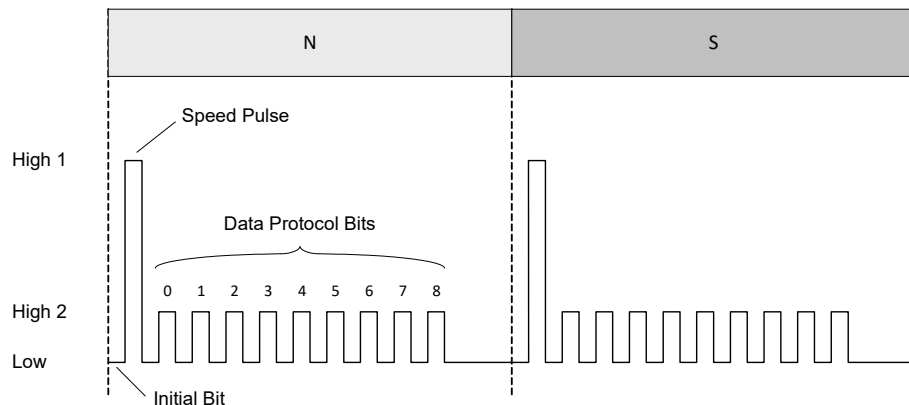 N
S
Speed Pulse
High 1
Data Protocol Bits
0 1 2 3 4 5 6 7 8
High 2
Low
Initial Bit